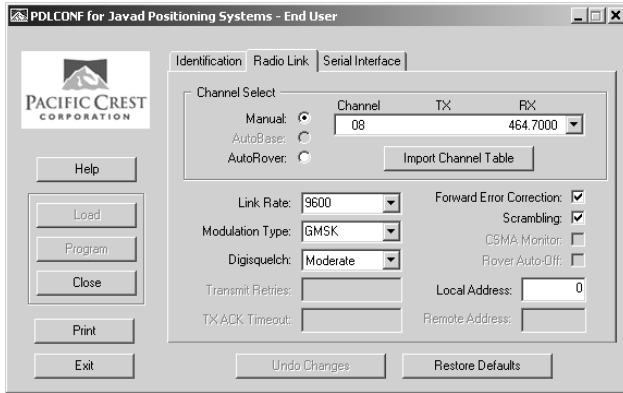 PDLCONF for Javad Positioning Systems - End User
PACIFIC CREST
CORPORATION
Help
Load
Program
Close
Print
Exit
Identification Radio Link Serial Interface
Channel Select
Channel TX RX
Manual: 08 464.7000
AutoBase:
AutoRover: Import Channel Table
Link Rate: 9600 Forward Error Correction:
Scrambling:
Modulation Type: GMSK
CSMA Monitor:
Digisquelch: Moderate Rover Auto-Off:
Transmit Retries: Local Address: 0
TX ACK Timeout: Remote Address:
Undo Changes Restore Defaults